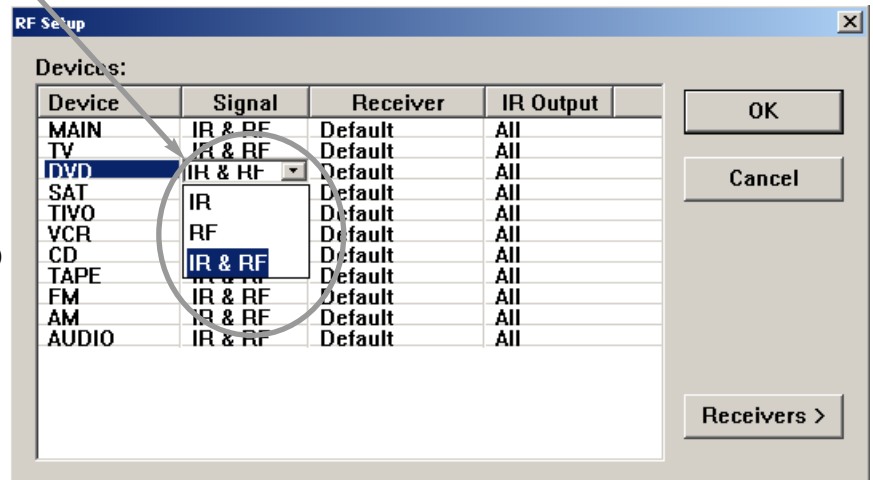 RF Setup
Devices:
Device Signal Receiver IR Output
MAIN IR & RF Default All
TV IR & RF Default All
DVD IR & RF Default All
SAT Default All
IR
TIVO Default All
VCR RF Default All
CD Default All
IR & RF
TAPE Default All
FM IR & RF Default All
AM IR & RF Default All
AUDIO IR & RF Default All
OK
Cancel
Receivers >